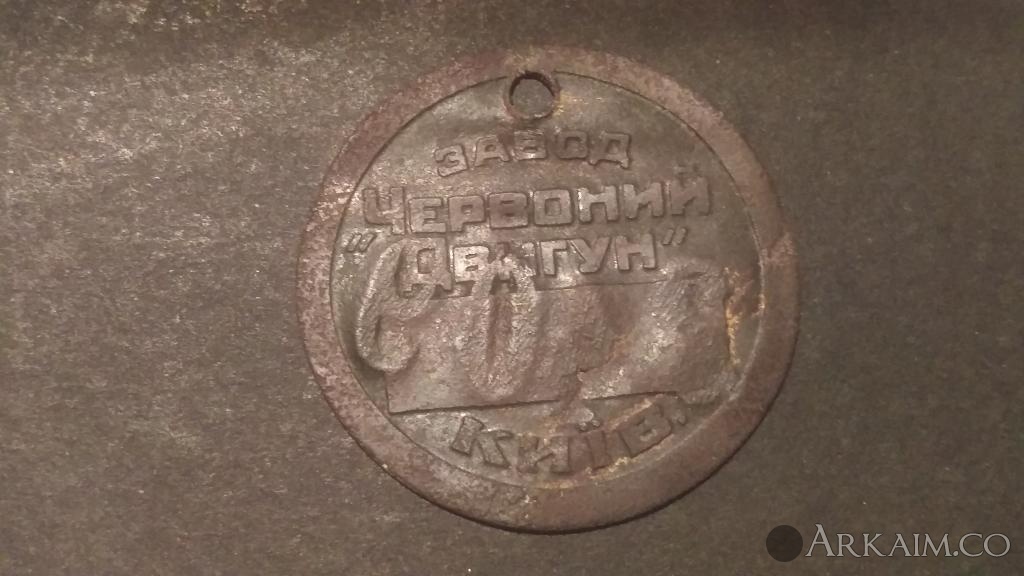 ЗАВОД
ЧЕРВОНИЙ
"ДВИГУН"
КИЇВ.
ARKAIM.CO